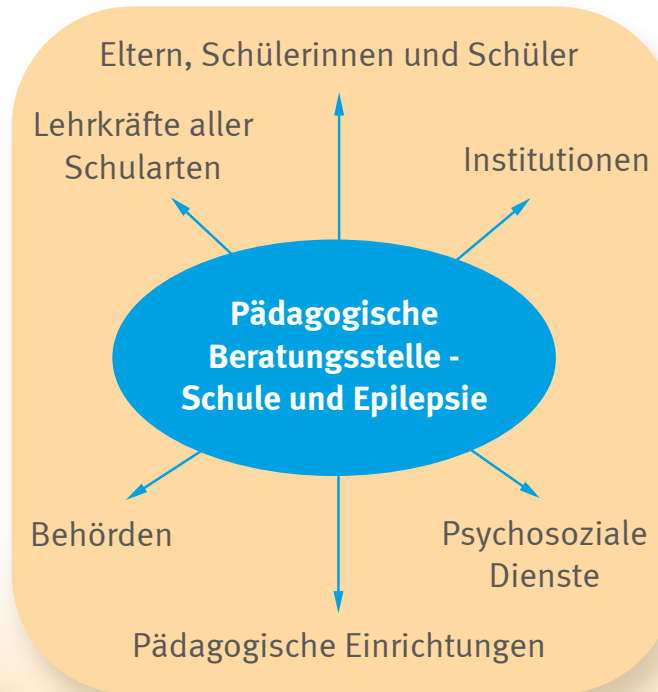 Eltern, Schülerinnen und Schüler
Lehrkräfte aller
Schularten
Institutionen
Pädagogische
Beratungsstelle -
Schule und Epilepsie
Behörden
Psychosoziale
Dienste
Pädagogische Einrichtungen